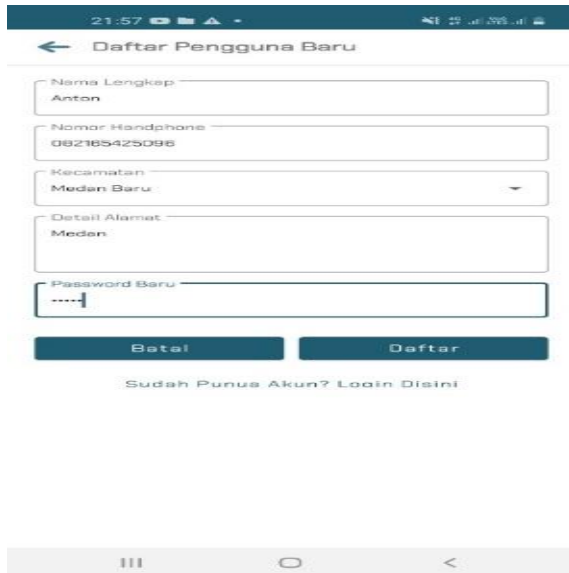 21:57
Daftar Pengguna Baru
Nama Lengkap
Anton
Nomor Handphone
082165425096
Kecamatan
Medan Baru
Detail Alamat
Medan
Password Baru
Batal Daftar
Sudah Punya Akun? Login Disini